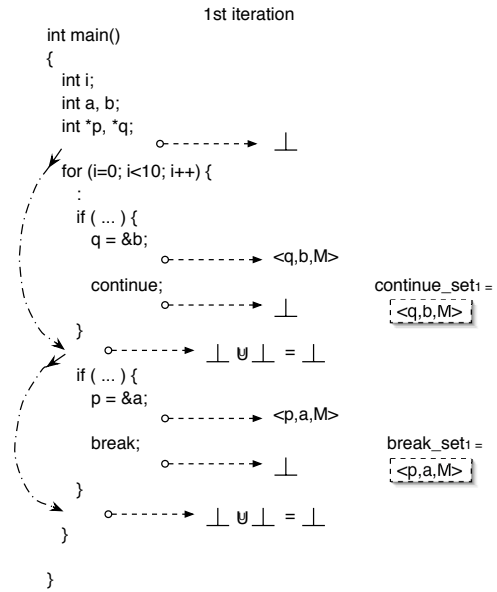 1st iteration
int main()
{
int i;
int a, b;
int *p, *q;
⊥
for (i=0; i<10; i++) {
:
if ( ... ) {
q = &b;
<q,b,M>
continue;
continue_set1 =
⊥
<q,b,M>
}
⊥ ⊎ ⊥ = ⊥
if ( ... ) {
p = &a;
<p,a,M>
break;
break_set1 =
⊥
<p,a,M>
}
⊥ ⊎ ⊥ = ⊥
}
}